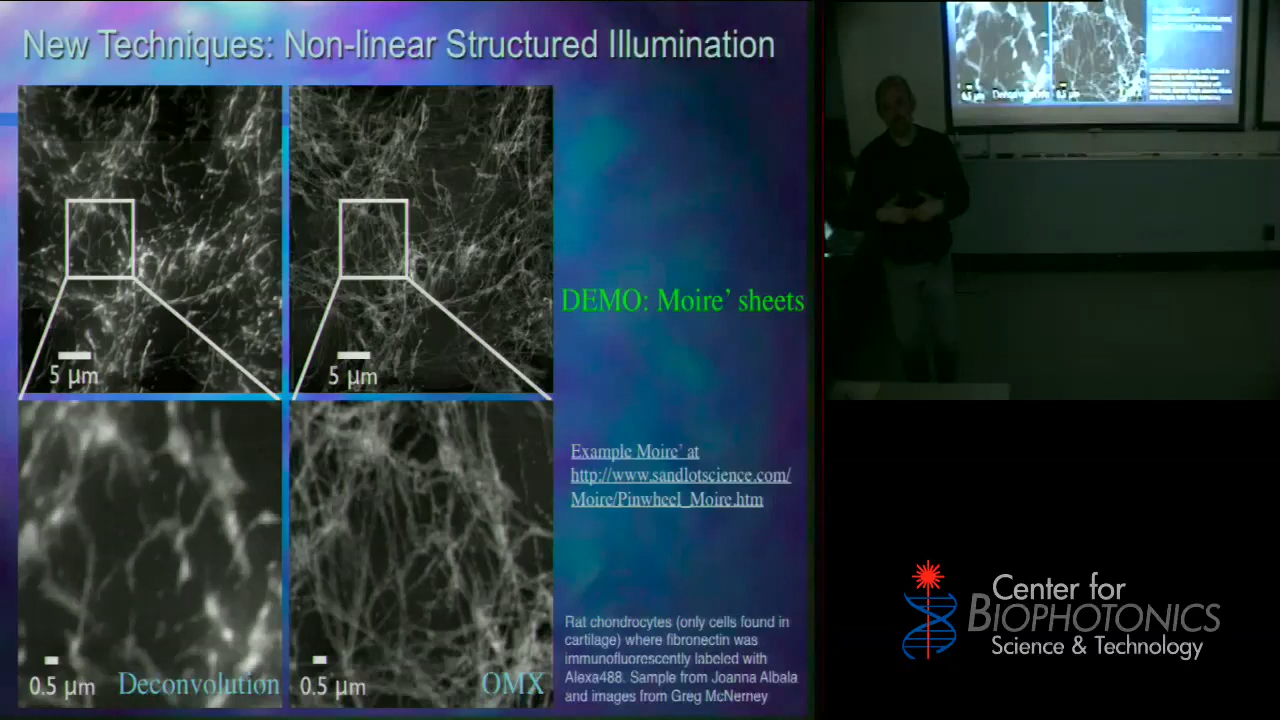 New Techniques: Non-linear Structured Illumination
5 µm
5 µm
DEMO: Moire’ sheets
Example Moire’ at
http://www.sandlotscience.com/
Moire/Pinwheel_Moire.htm
0.5 µm
Deconvolution
0.5 µm
OMX
Rat chondrocytes (only cells found in
cartilage) where fibronectin was
immunofluorescently labeled with
Alexa488. Sample from Joanna Albala
and images from Greg McNerney
Center for
BIOPHOTONICS
Science & Technology